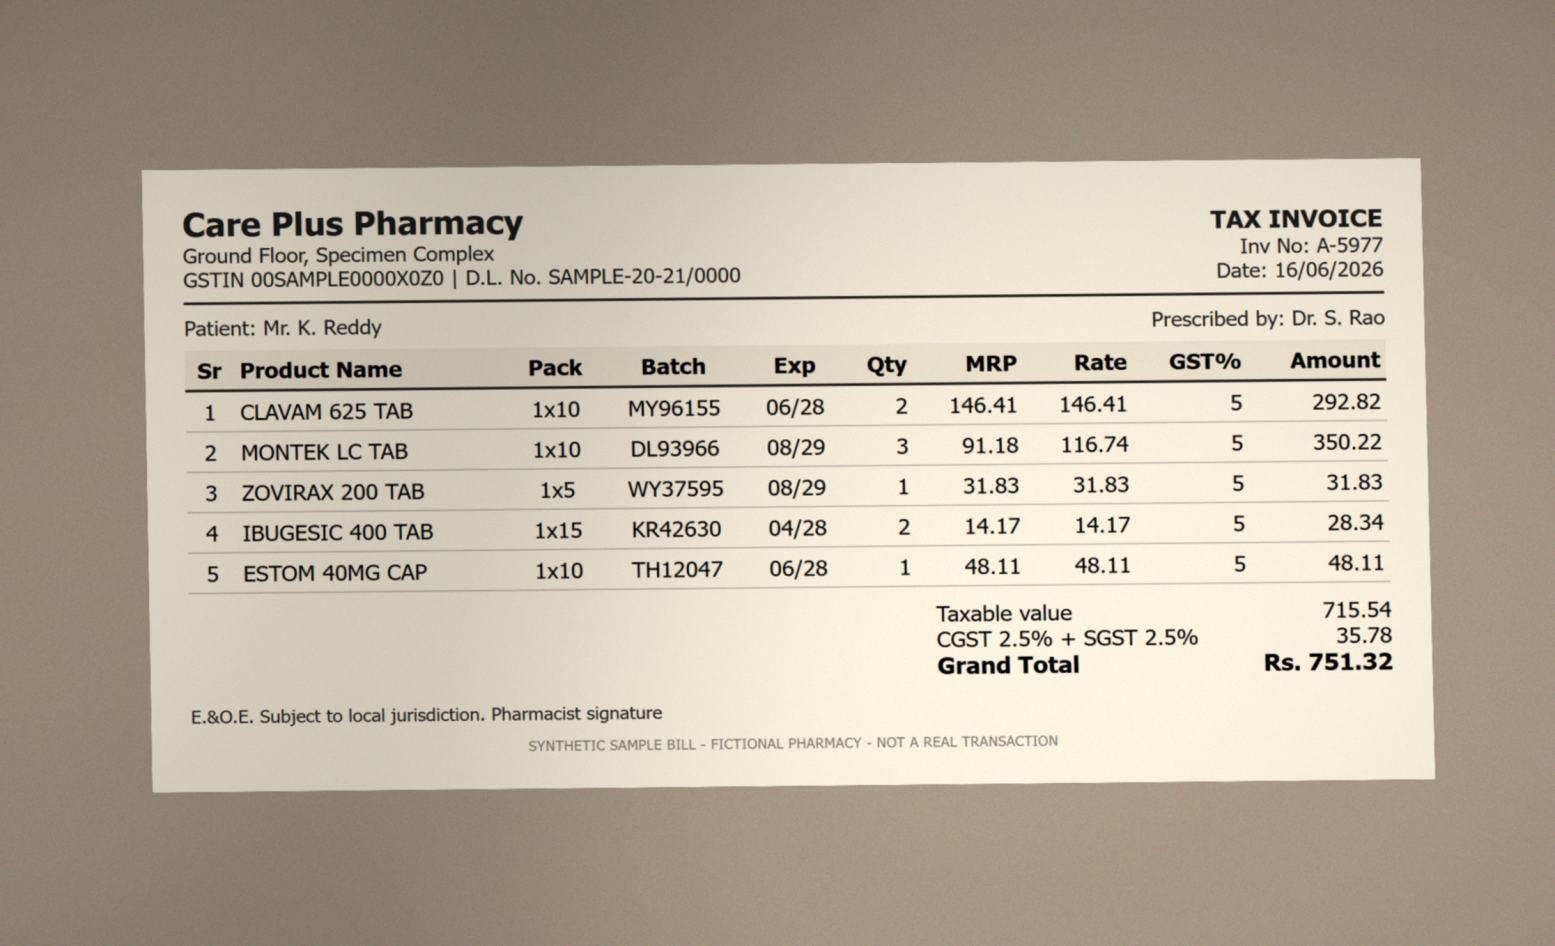 Care Plus Pharmacy
Ground Floor, Specimen Complex
GSTIN 00SAMPLE0000X0Z0 | D.L. No. SAMPLE-20-21/0000
TAX INVOICE
Inv No: A-5977
Date: 16/06/2026
Patient: Mr. K. Reddy Prescribed by: Dr. S. Rao
Sr Product Name Pack Batch Exp Qty MRP Rate GST% Amount
1 CLAVAM 625 TAB 1x10 MY96155 06/28 2 146.41 146.41 5 292.82
2 MONTEK LC TAB 1x10 DL93966 08/29 3 91.18 116.74 5 350.22
3 ZOVIRAX 200 TAB 1x5 WY37595 08/29 1 31.83 31.83 5 31.83
4 IBUGESIC 400 TAB 1x15 KR42630 04/28 2 14.17 14.17 5 28.34
5 ESTOM 40MG CAP 1x10 TH12047 06/28 1 48.11 48.11 5 48.11
Taxable value 715.54
CGST 2.5% + SGST 2.5% 35.78
Grand Total Rs. 751.32
E.&O.E. Subject to local jurisdiction. Pharmacist signature
SYNTHETIC SAMPLE BILL - FICTIONAL PHARMACY - NOT A REAL TRANSACTION